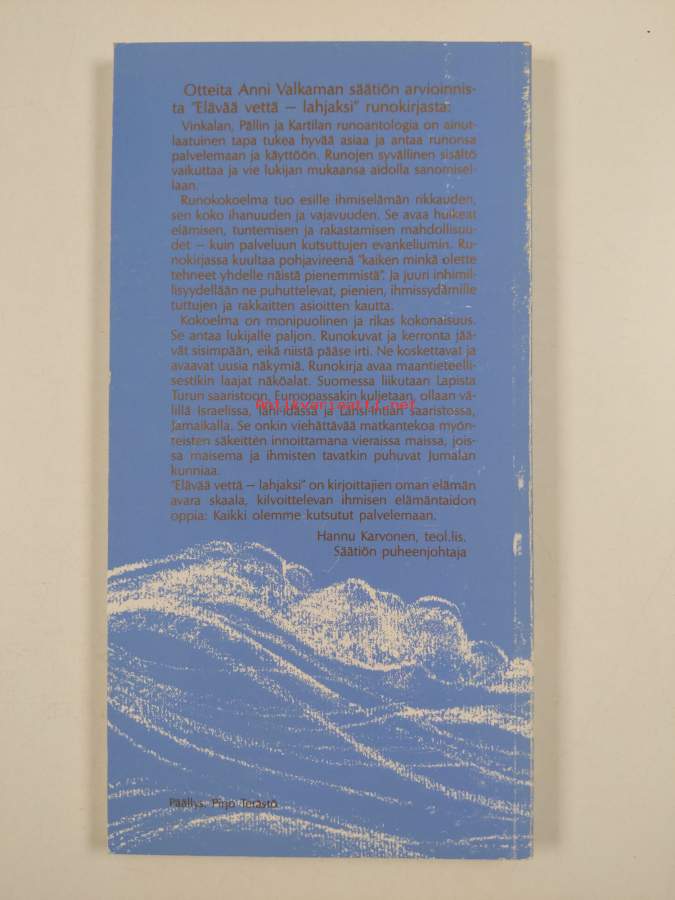 Otteita Anni Valkaman säätiön arvioinnis-
ta "Elävää vettä – lahjaksi" runokirjasta:
Vinkalan, Pällin ja Kartilan runoantologia on ainut-
laatuinen tapa tukea hyvää asiaa ja antaa runonsa
palvelemaan ja käyttöön. Runojen syvällinen sisältö
vaikuttaa ja vie lukijan mukaansa aidolla sanomisel-
laan.
Runokokoelma tuo esille ihmiselämän rikkauden,
sen koko ihanuuden ja vajavuuden. Se avaa huikeat
elämisen, tuntemisen ja rakastamisen mahdollisuu-
det – kuin palveluun kutsuttujen evankeliumin. Ru-
nokirjassa kuultaa pohjavireenä "kaiken minkä olette
tehneet yhdelle näistä pienemmistä". Ja juuri inhimil-
lisyydellään ne puhuttelevat, pienien, ihmissydämille
tuttujen ja rakkaitten asioitten kautta.
Kokoelma on monipuolinen ja rikas kokonaisuus.
Se antaa lukijalle paljon. Runokuvat ja kerronta jää-
vät sisimpään, eikä niistä pääse irti. Ne koskettavat ja
avaavat uusia näkymiä. Runokirja avaa maantieteelli-
sestikin laajat näköalat. Suomessa liikutaan Lapista
Turun saaristoon, Euroopassakin kuljetaan, ollaan vä-
lillä Israelissa, lähi-idässä ja Länsi-Intian saaristossa,
antikvariaatti.net
Jamaikalla. Se onkin viehättävää matkantekoa myön-
teisten säkeitten innoittamana vieraissa maissa, jois-
sa maisema ja ihmisten tavatkin puhuvat Jumalan
kunniaa.
"Elävää vettä – lahjaksi" on kirjoittajien oman elämän
avara skaala, kilvoittelevan ihmisen elämäntaidon
oppia: Kaikki olemme kutsutut palvelemaan.
Hannu Karvonen, teol.lis.
Säätiön puheenjohtaja
Päällys, Pirjo Teräsiö